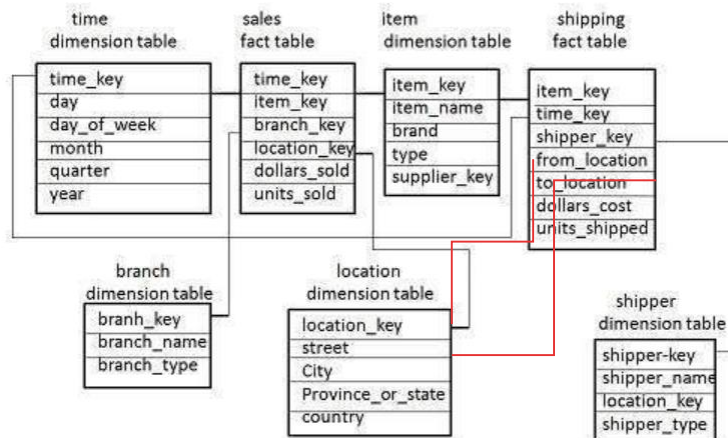 time
dimension table
time_key
day
day_of_week
month
quarter
year
sales
fact table
time_key
item_key
branch_key
location_key
dollars_sold
units_sold
item
dimension table
item_key
item_name
brand
type
supplier_key
shipping
fact table
item_key
time_key
shipper_key
from_location
to_location
dollars_cost
units_shipped
branch
dimension table
branh_key
branch_name
branch_type
location
dimension table
location_key
street
City
Province_or_state
country
shipper
dimension table
shipper-key
shipper_name
location_key
shipper_type